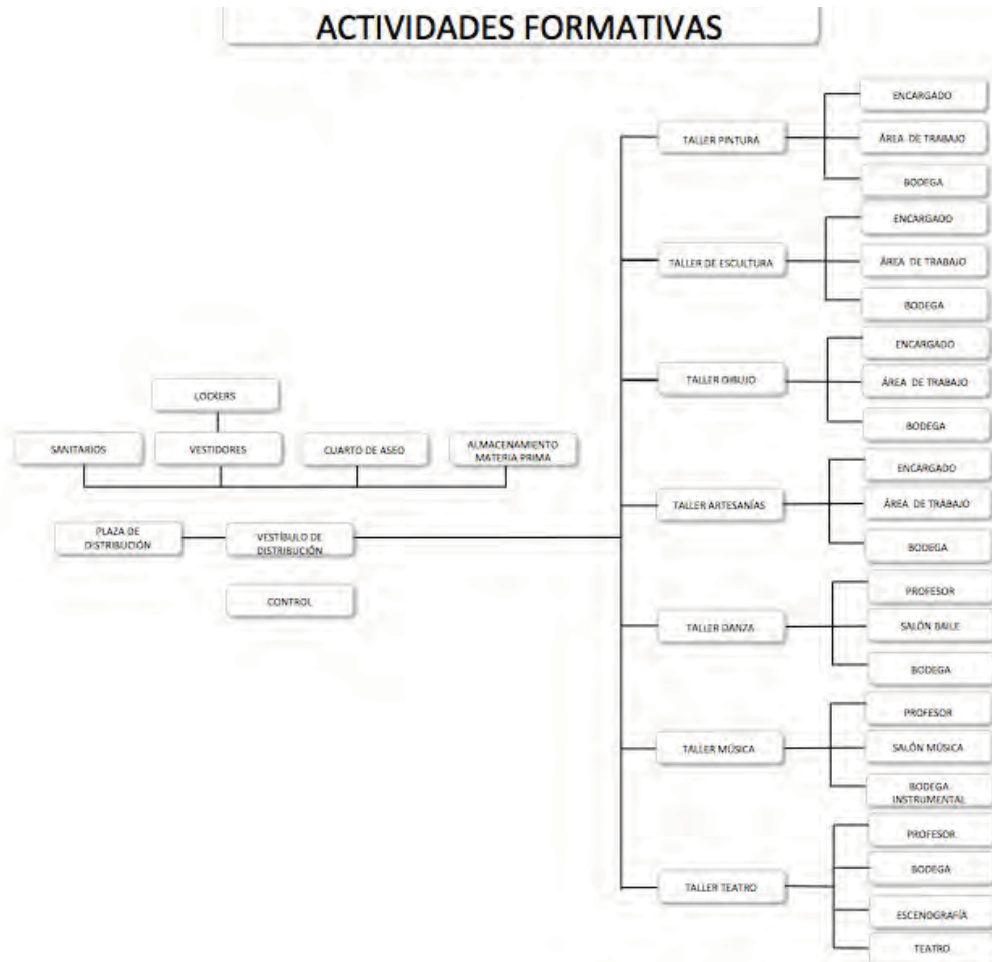 ACTIVIDADES FORMATIVAS
ENCARGADO
TALLER PINTURA
ÁREA DE TRABAJO
BODEGA
ENCARGADO
TALLER DE ESCULTURA
ÁREA DE TRABAJO
BODEGA
ENCARGADO
TALLER DIBUJO
ÁREA DE TRABAJO
BODEGA
LOCKERS
SANITARIOS
VESTIDORES
CUARTO DE ASEO
ALMACENAMIENTO
MATERIA PRIMA
ENCARGADO
TALLER ARTESANÍAS
ÁREA DE TRABAJO
BODEGA
PLAZA DE
DISTRIBUCIÓN
VESTÍBULO DE
DISTRIBUCIÓN
CONTROL
PROFESOR
TALLER DANZA
SALÓN BAILE
BODEGA
PROFESOR
TALLER MÚSICA
SALÓN MÚSICA
BODEGA
INSTRUMENTAL
PROFESOR
BODEGA
TALLER TEATRO
ESCENOGRAFÍA
TEATRO